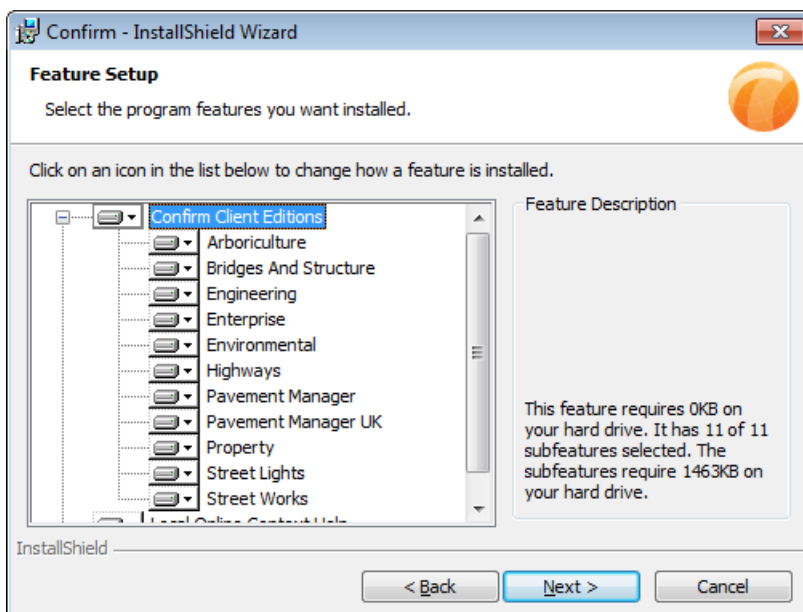 Confirm - InstallShield Wizard
Feature Setup
Select the program features you want installed.
Click on an icon in the list below to change how a feature is installed.
Confirm Client Editions
Arboriculture
Bridges And Structure
Engineering
Enterprise
Environmental
Highways
Pavement Manager
Pavement Manager UK
Property
Street Lights
Street Works
Local Online Context Help
Feature Description
This feature requires 0KB on
your hard drive. It has 11 of 11
subfeatures selected. The
subfeatures require 1463KB on
your hard drive.
InstallShield
< Back
Next >
Cancel